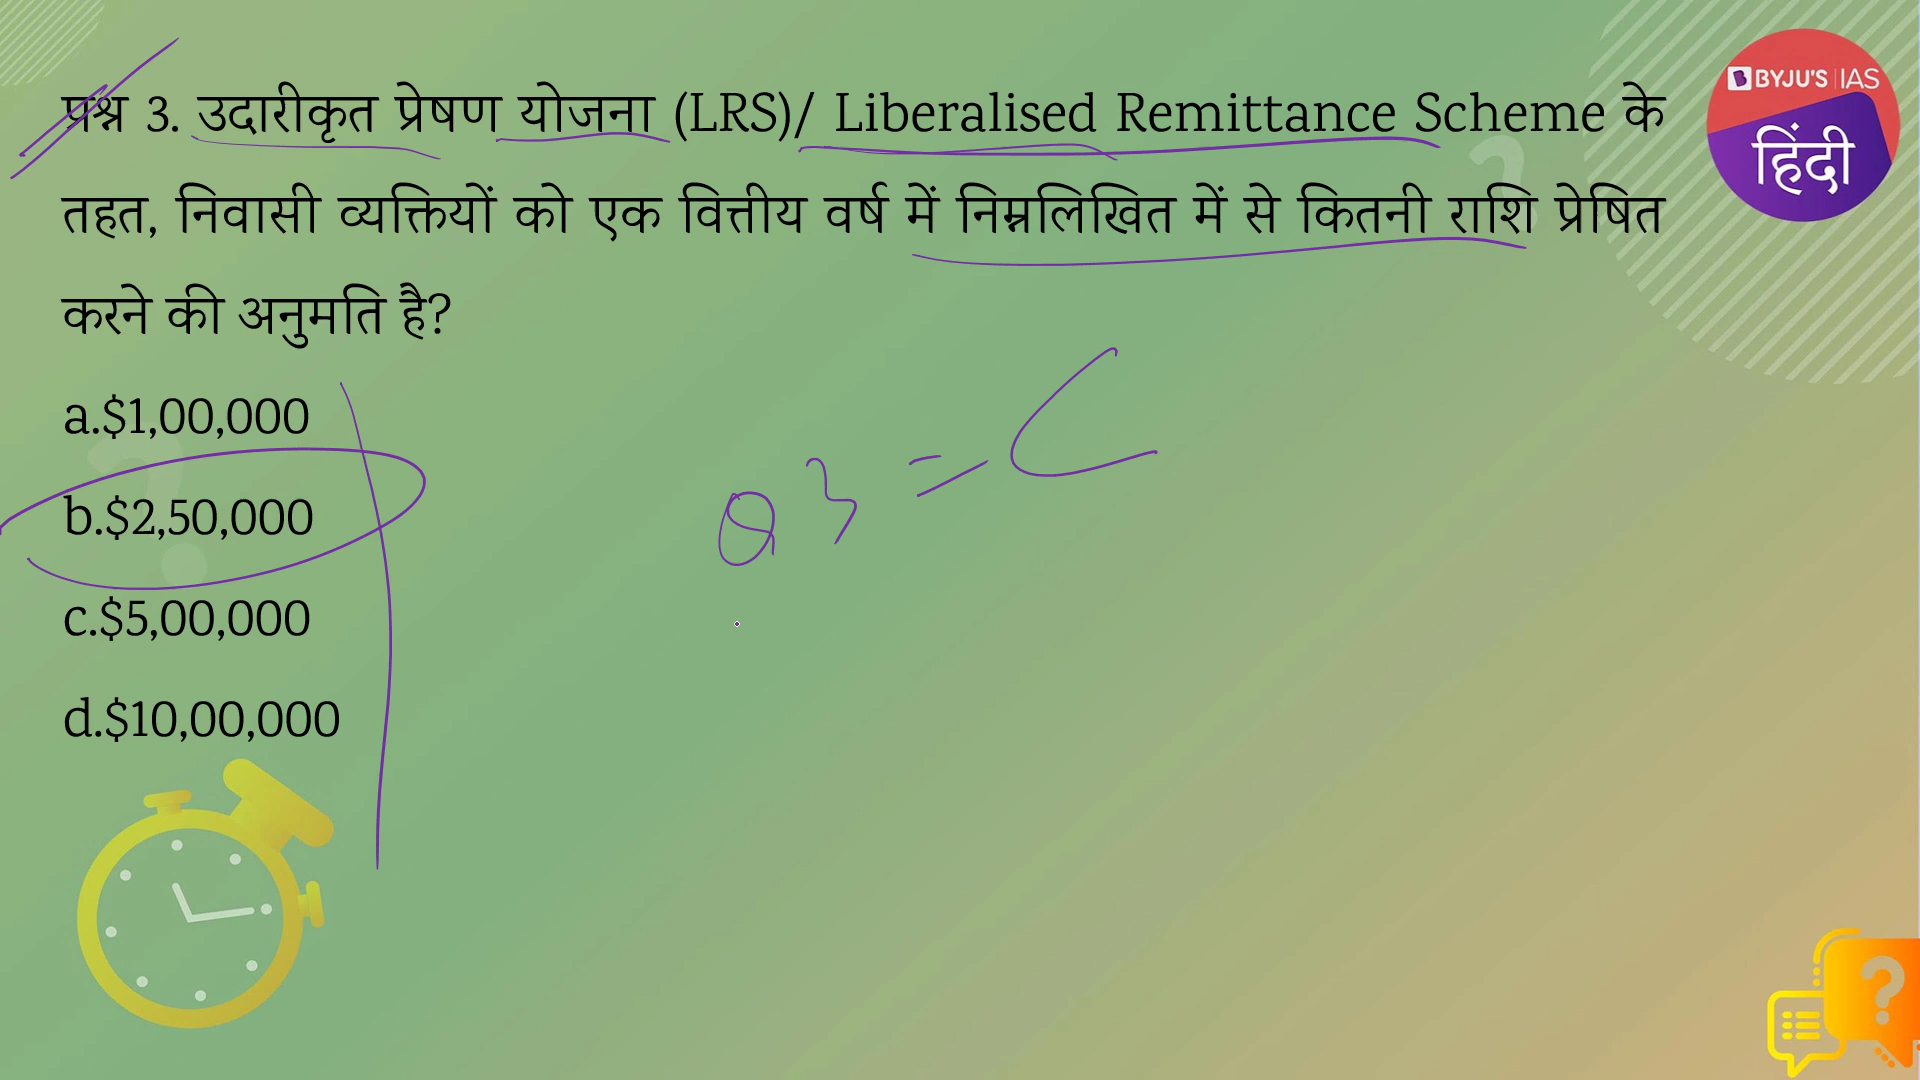 प्रश्न 3. उदारीकृत प्रेषण योजना (LRS)/ Liberalised Remittance Scheme के
तहत, निवासी व्यक्तियों को एक वित्तीय वर्ष में निम्नलिखित में से कितनी राशि प्रेषित
करने की अनुमति है?
a.$1,00,000
b.$2,50,000
c.$5,00,000
d.$10,00,000
Q 3 = C
BYJU'S IAS
हिंदी